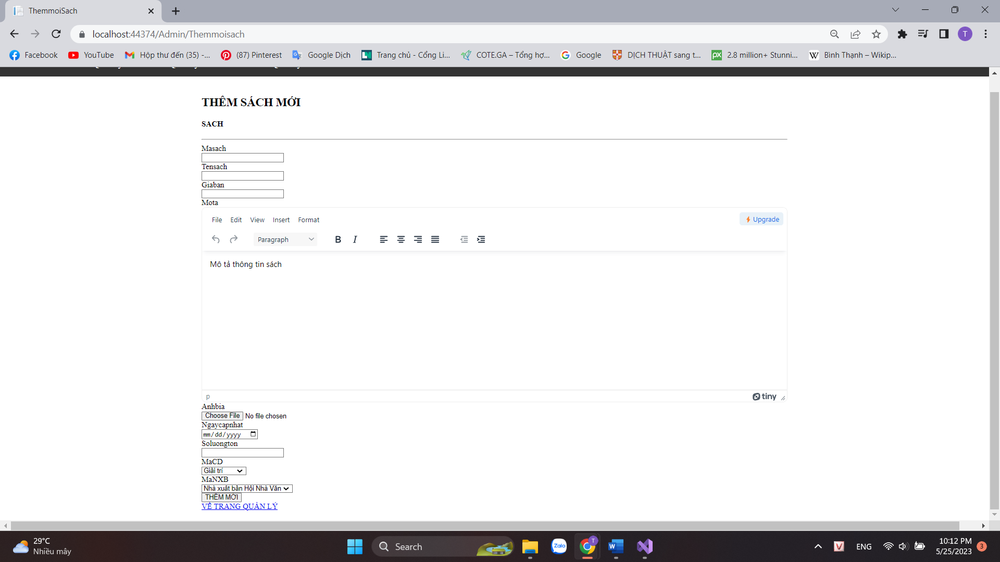 ThemmoiSach
localhost:44374/Admin/Themmoisach
T
Facebook YouTube Hộp thư đến (35) -... (87) Pinterest Google Dịch Trang chủ - Cổng Li... COTE.GA – Tổng hợ... Google DỊCH THUẬT sang t... 2.8 million+ Stunni... Bình Thạnh – Wikip...
THÊM SÁCH MỚI
SACH
Masach
Tensach
Giaban
Mota
File Edit View Insert Format Upgrade
Paragraph B I
Mô tả thông tin sách
p tiny
Anhbia
Choose File No file chosen
Ngaycapnhat
mm/dd/yyyy
Soluongton
MaCD
Giải trí
MaNXB
Nhà xuất bản Hội Nhà Văn
THÊM MỚI
VỀ TRANG QUẢN LÝ
29°C
Nhiều mây
Search
Zalo
T
W
V
ENG
10:12 PM
5/25/2023
3